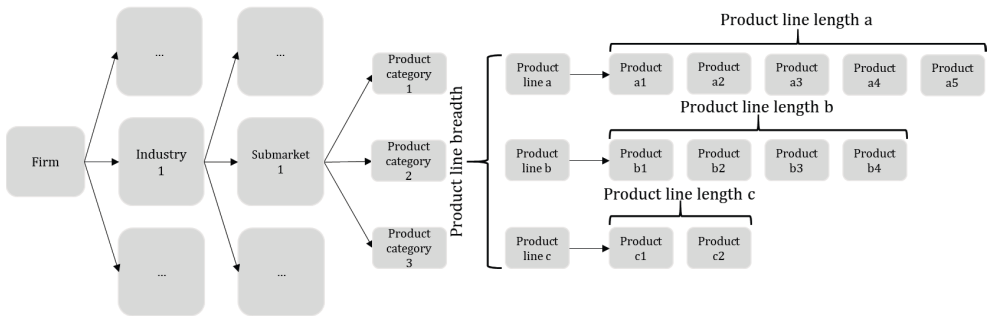 Product line length a
...
...
Product
category
1
Product
line a
Product
a1
Product
a2
Product
a3
Product
a4
Product
a5
Product line breadth
Product line length b
Firm
Industry
1
Submarket
1
Product
category
2
Product
line b
Product
b1
Product
b2
Product
b3
Product
b4
Product line length c
...
...
Product
category
3
Product
line c
Product
c1
Product
c2